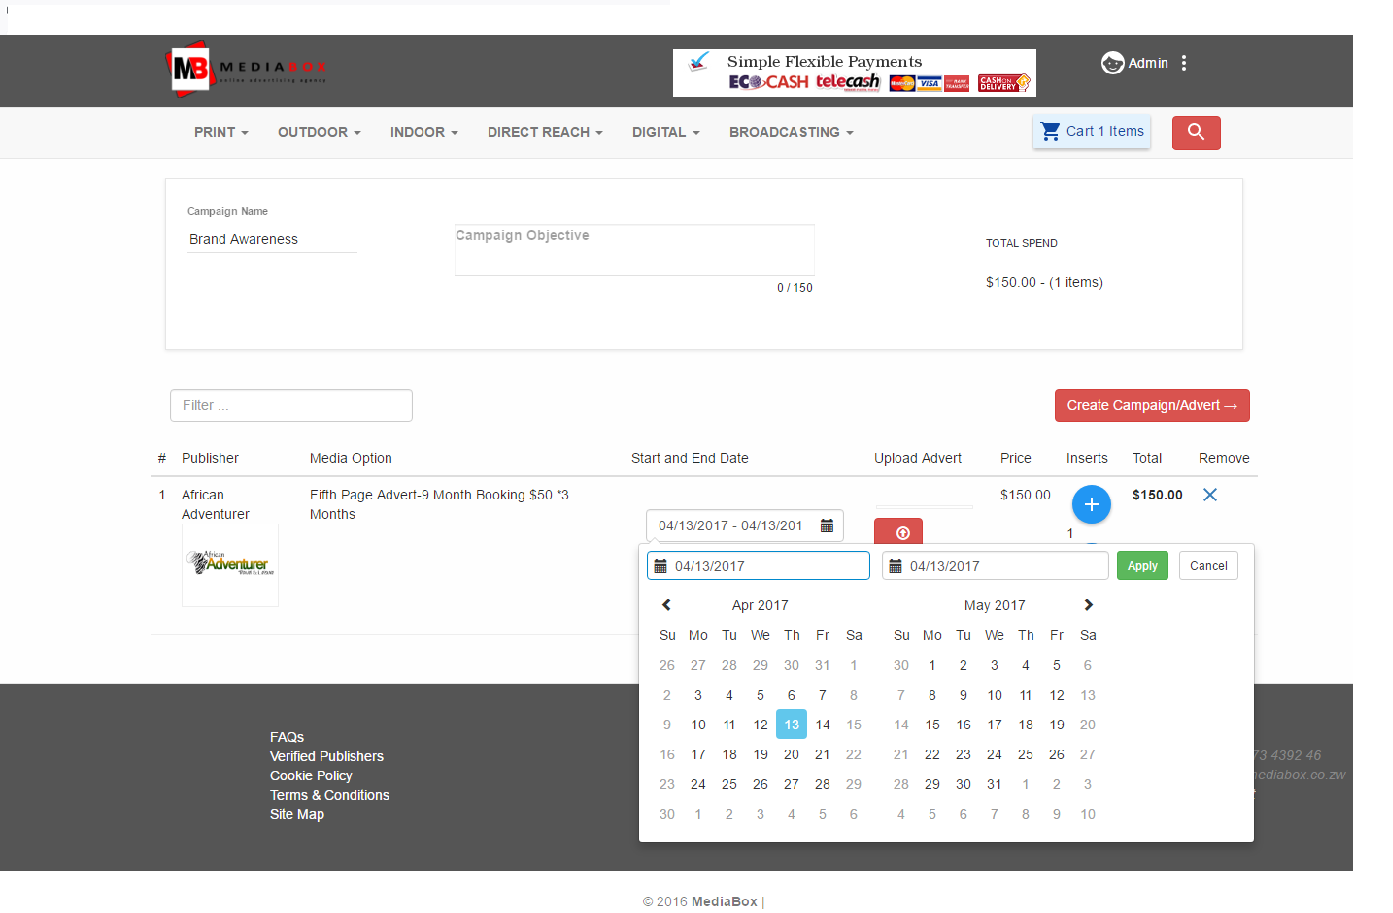 MB MEDIABOX
online advertising agency
Simple Flexible Payments
ECOCASH telecash MasterCard VISA BANK TRANSFER CASH ON DELIVERY
Admin
PRINT OUTDOOR INDOOR DIRECT REACH DIGITAL BROADCASTING Cart 1 Items
Campaign Name
Brand Awareness
Campaign Objective
0 / 150
TOTAL SPEND
$150.00 - (1 items)
Filter ...
Create Campaign/Advert →
# Publisher Media Option Start and End Date Upload Advert Price Inserts Total Remove
1 African Adventurer
Fifth Page Advert-9 Month Booking $50 *3
Months
African
Adventurer
04/13/2017 - 04/13/201
$150.00
1
$150.00
04/13/2017 04/13/2017 Apply Cancel
Apr 2017
Su Mo Tu We Th Fr Sa
26 27 28 29 30 31 1
2 3 4 5 6 7 8
9 10 11 12 13 14 15
16 17 18 19 20 21 22
23 24 25 26 27 28 29
30 1 2 3 4 5 6
May 2017
Su Mo Tu We Th Fr Sa
30 1 2 3 4 5 6
7 8 9 10 11 12 13
14 15 16 17 18 19 20
21 22 23 24 25 26 27
28 29 30 31 1 2 3
4 5 6 7 8 9 10
FAQs
Verified Publishers
Cookie Policy
Terms & Conditions
Site Map
73 4392 46
mediabox.co.zw
© 2016 MediaBox |